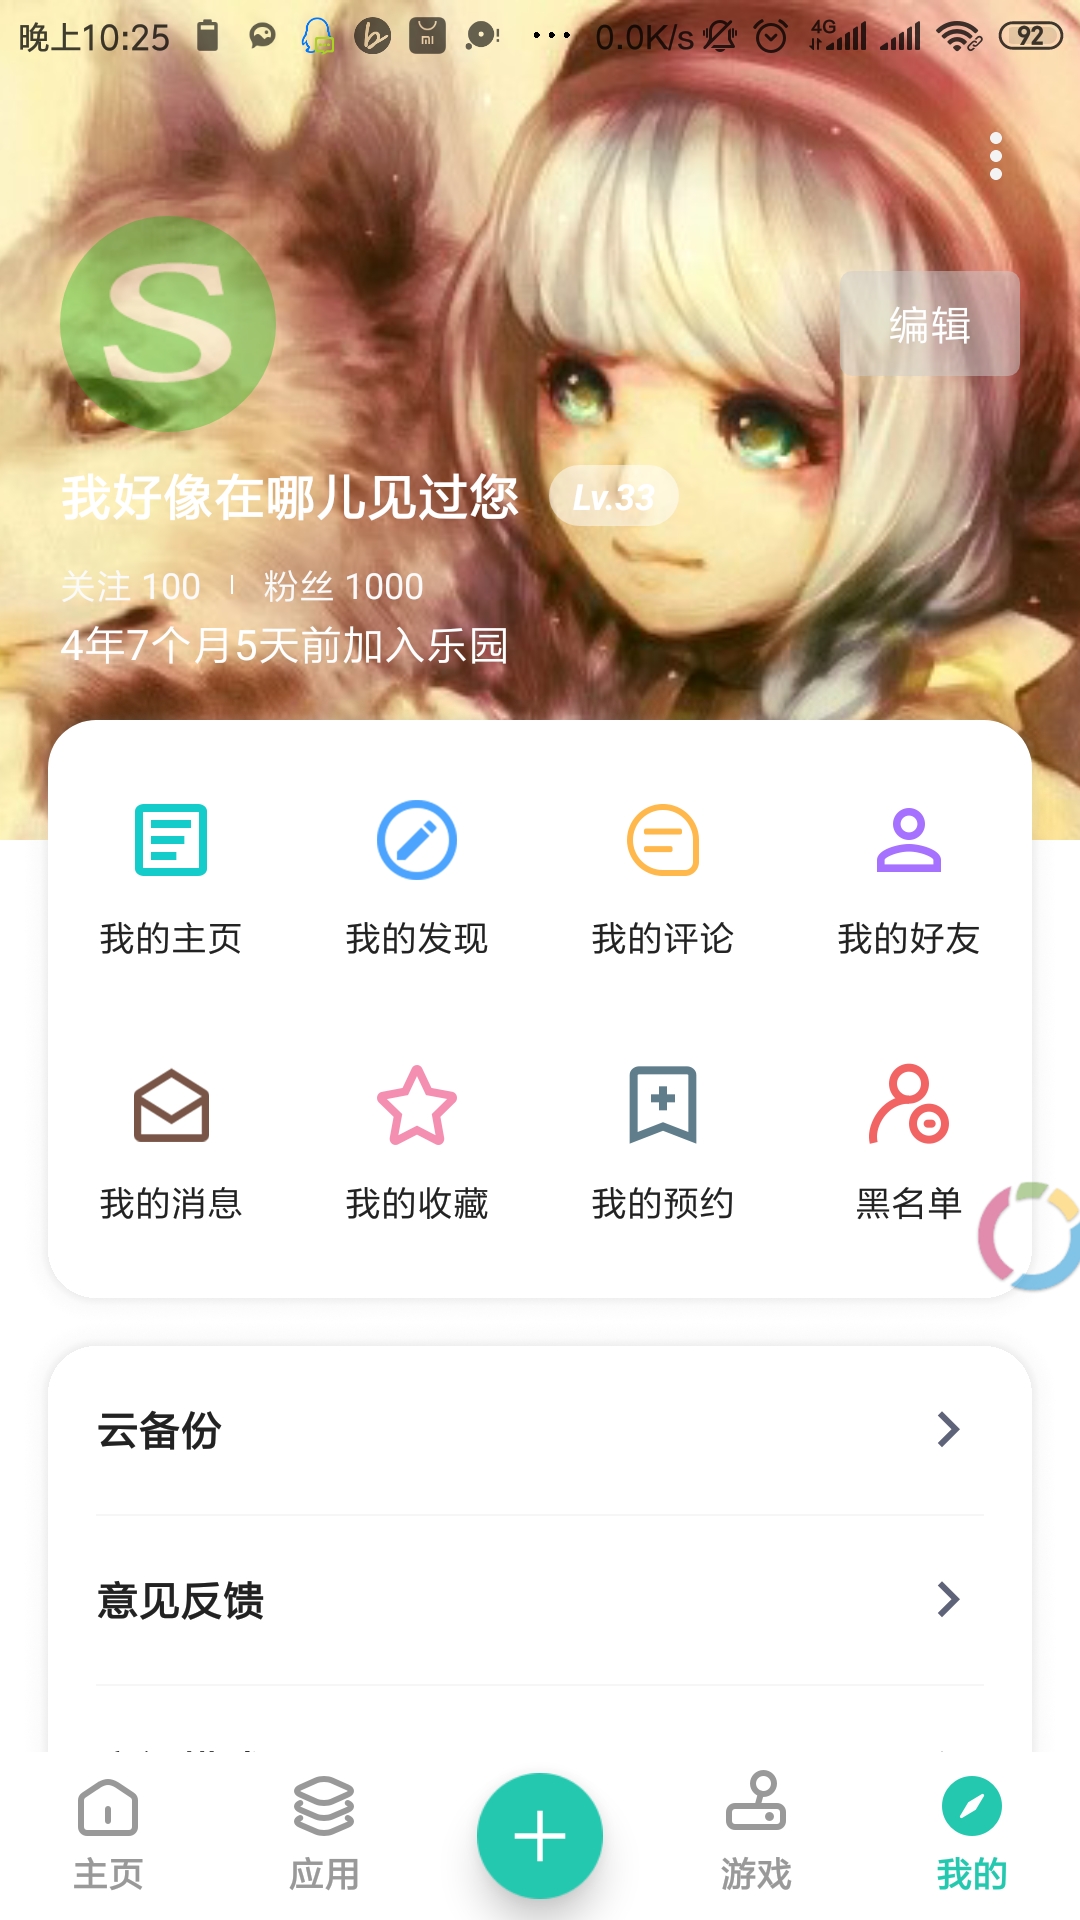 晚上10:25 0.0K/s 4G 92
S
编辑
我好像在哪儿见过您 Lv.33
关注 100 粉丝 1000
4年7个月5天前加入乐园
我的主页 我的发现 我的评论 我的好友
我的消息 我的收藏 我的预约 黑名单
云备份
意见反馈
主页 应用 游戏 我的